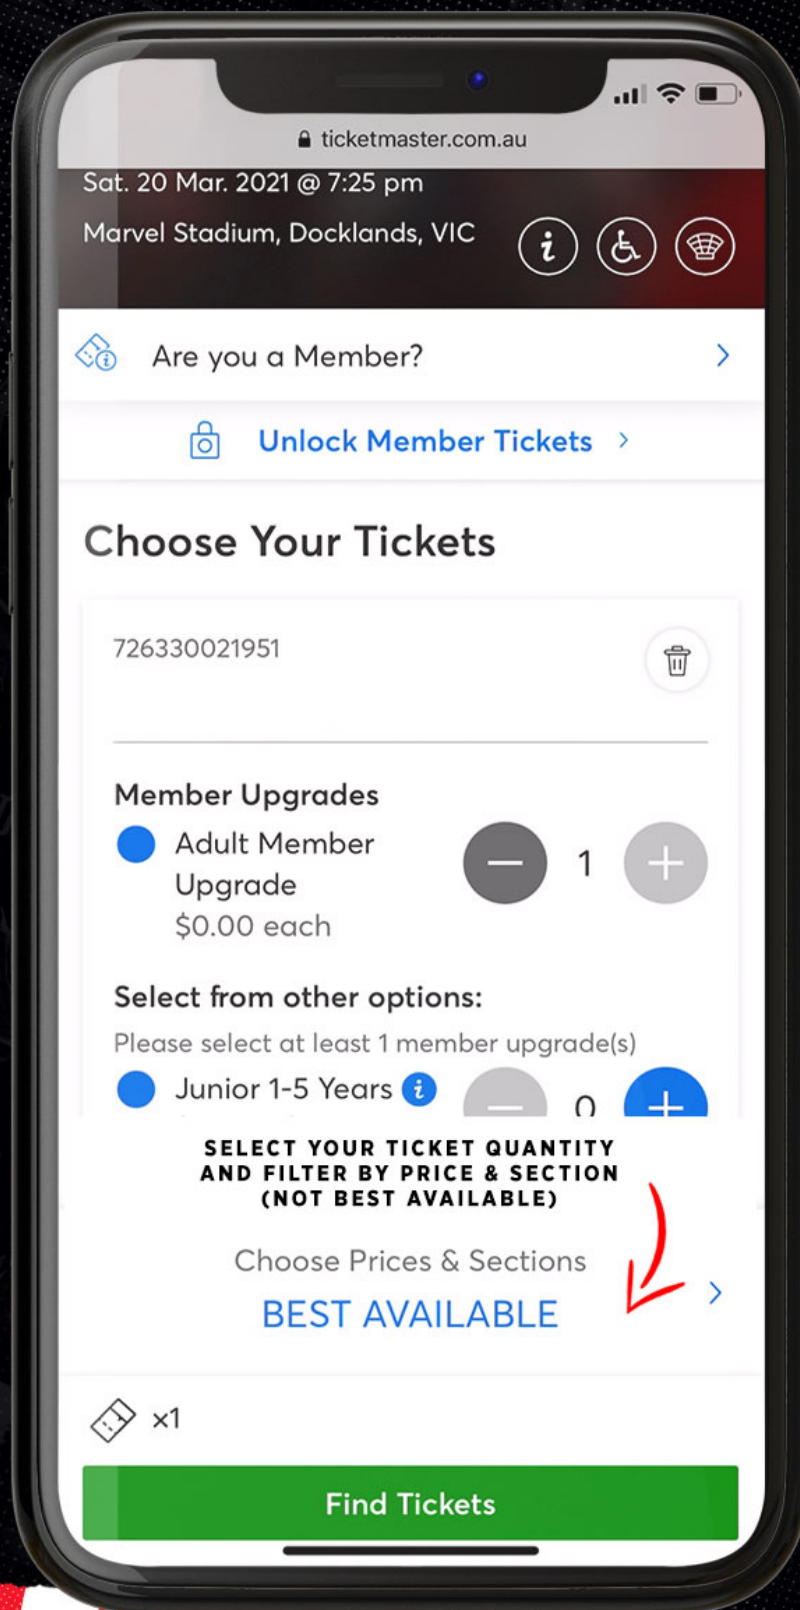 ticketmaster.com.au
Sat. 20 Mar. 2021 @ 7:25 pm
Marvel Stadium, Docklands, VIC
Are you a Member?
Unlock Member Tickets
Choose Your Tickets
726330021951
Member Upgrades
Adult Member
Upgrade
1
$0.00 each
Select from other options:
Please select at least 1 member upgrade(s)
Junior 1-5 Years
0
SELECT YOUR TICKET QUANTITY
AND FILTER BY PRICE & SECTION
(NOT BEST AVAILABLE)
Choose Prices & Sections
BEST AVAILABLE
x1
Find Tickets